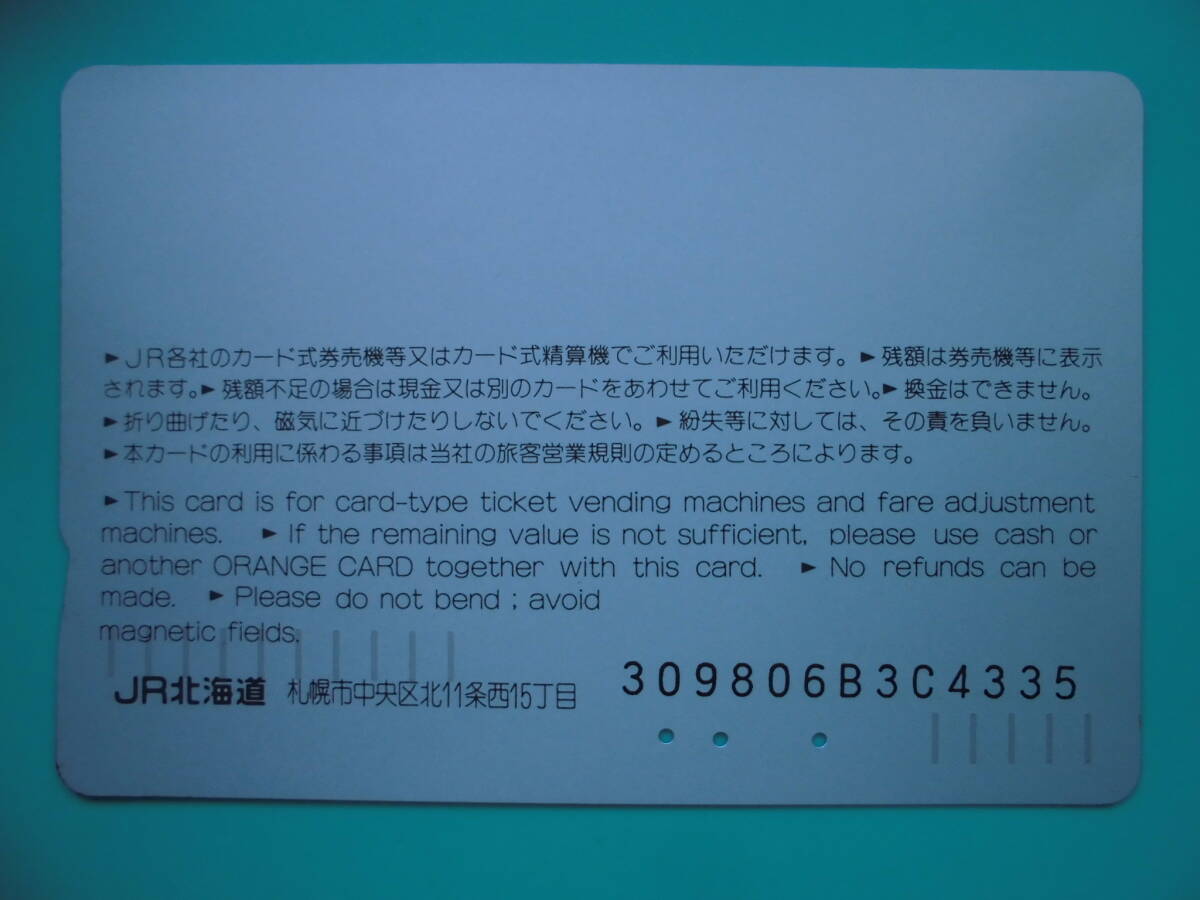 ►JR各社のカード式券売機等又はカード式精算機でご利用いただけます。►残額は券売機等に表示
されます。►残額不足の場合は現金又は別のカードをあわせてご利用ください。►換金はできません。
►折り曲げたり、磁気に近づけたりしないでください。►紛失等に対しては、その責を負いません。
►本カードの利用に係わる事項は当社の旅客営業規則の定めるところによります。
►This card is for card-type ticket vending machines and fare adjustment
machines. ►If the remaining value is not sufficient, please use cash or
another ORANGE CARD together with this card. ►No refunds can be
made. ►Please do not bend ; avoid
magnetic fields.
JR北海道 札幌市中央区北11条西15丁目 309806B3C4335